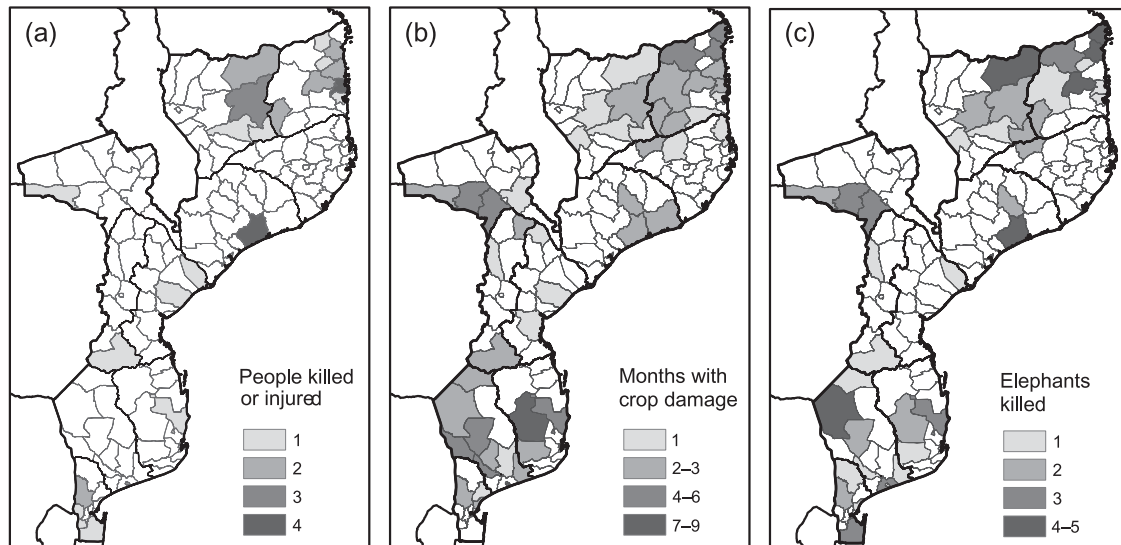 (a)
People killed
or injured
1
2
3
4
(b)
Months with
crop damage
1
2–3
4–6
7–9
(c)
Elephants
killed
1
2
3
4–5